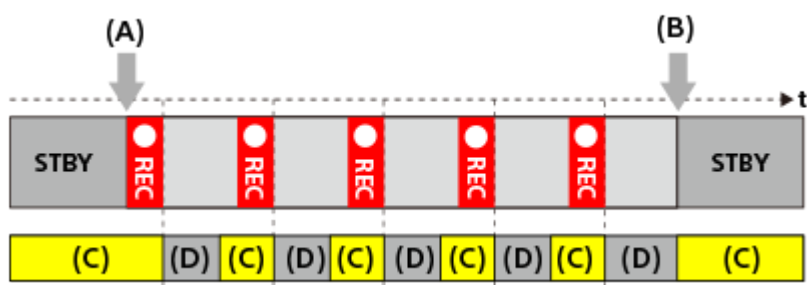 (A) (B)
t
STBY REC REC REC REC REC STBY
(C) (D) (C) (D) (C) (D) (C) (D) (C) (D) (C)